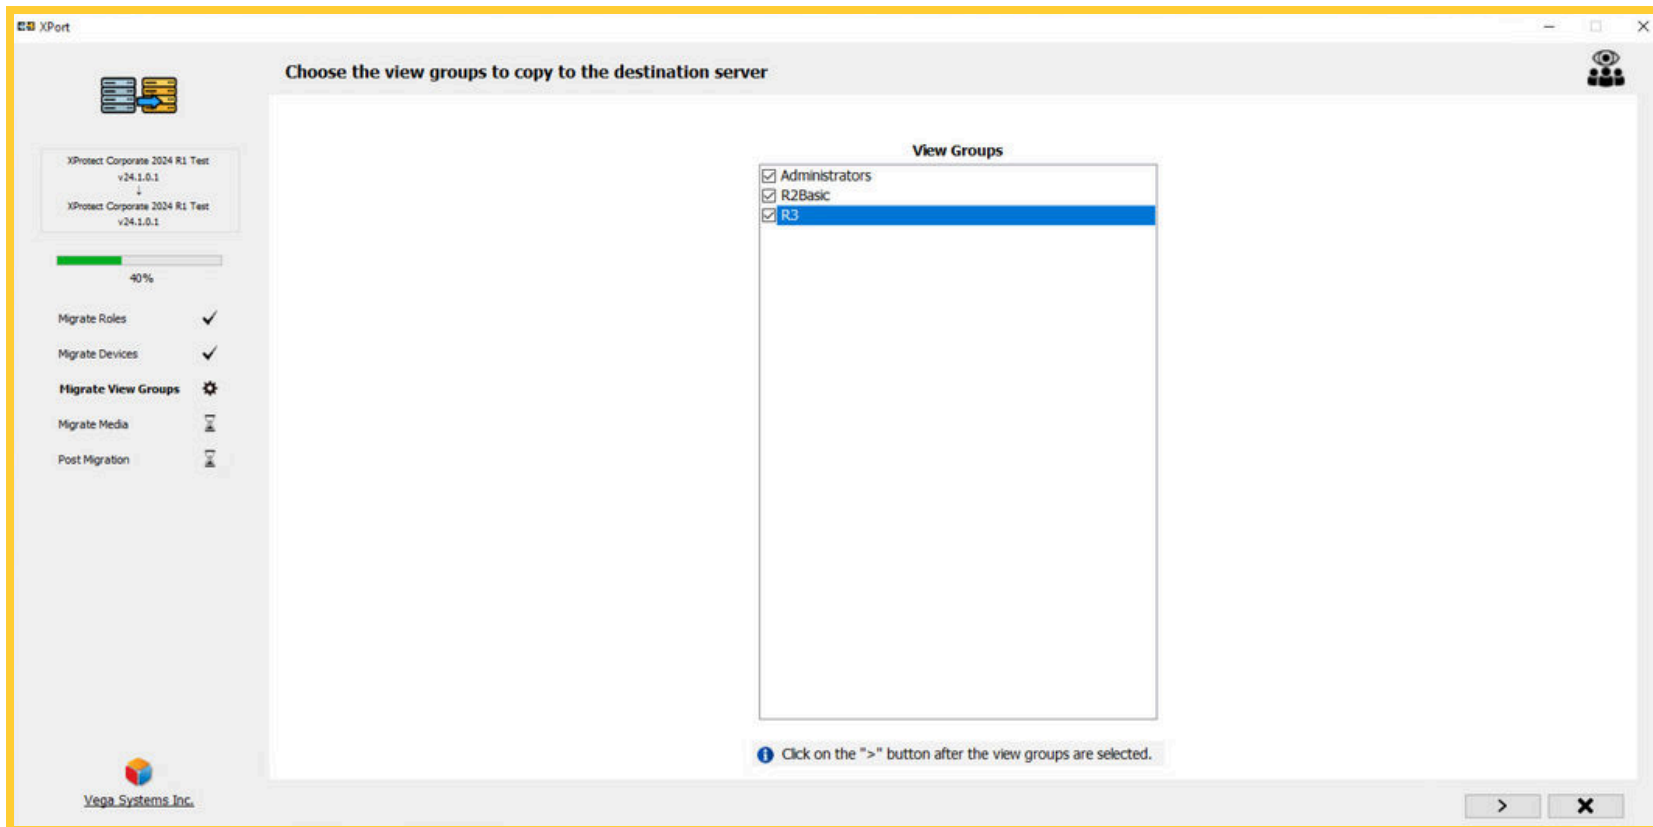 XPort
Choose the view groups to copy to the destination server
XProtect Corporate 2024 R1 Test
v24.1.0.1
↓
XProtect Corporate 2024 R1 Test
v24.1.0.1
40%
Migrate Roles
Migrate Devices
Migrate View Groups
Migrate Media
Post Migration
Vega Systems Inc.
View Groups
Administrators
R2Basic
R3
Click on the ">" button after the view groups are selected.
>